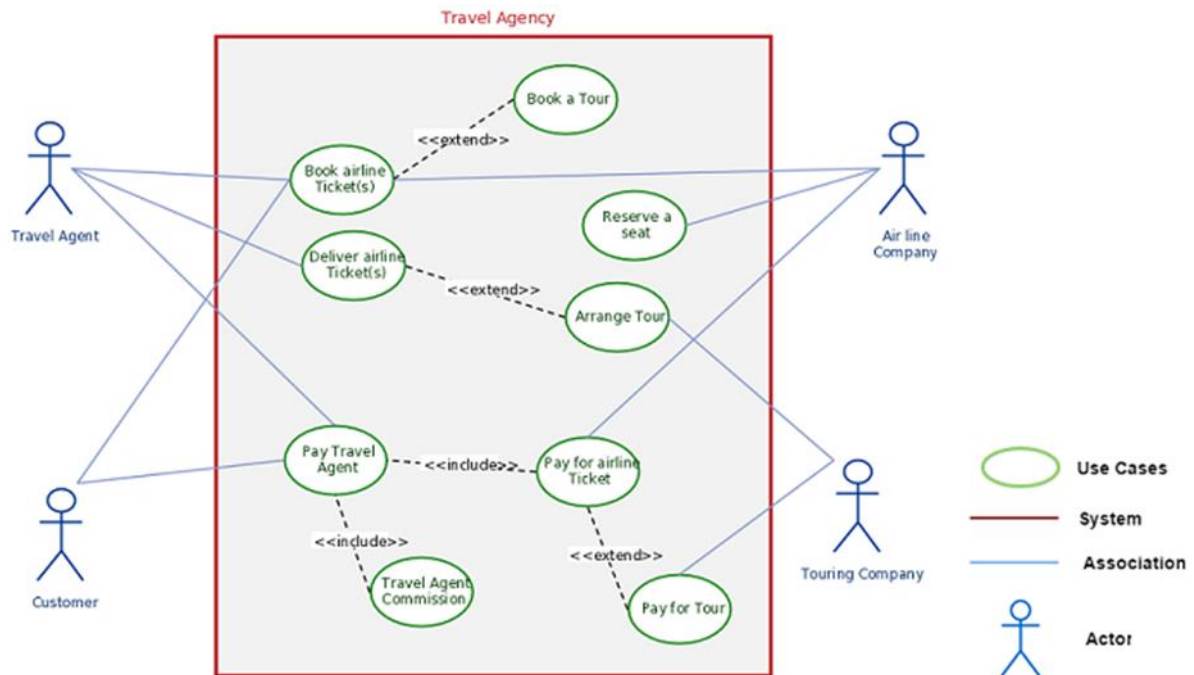 Travel Agency
Book a Tour
<<extend>>
Book airline
Ticket(s)
Travel Agent
Reserve a
seat
Air line
Company
Deliver airline
Ticket(s)
<<extend>>
Arrange Tour
Pay Travel
Agent
<<include>>
Pay for airline
Ticket
Use Cases
System
<<include>>
<<extend>>
Association
Customer
Travel Agent
Commission
Pay for Tour
Touring Company
Actor